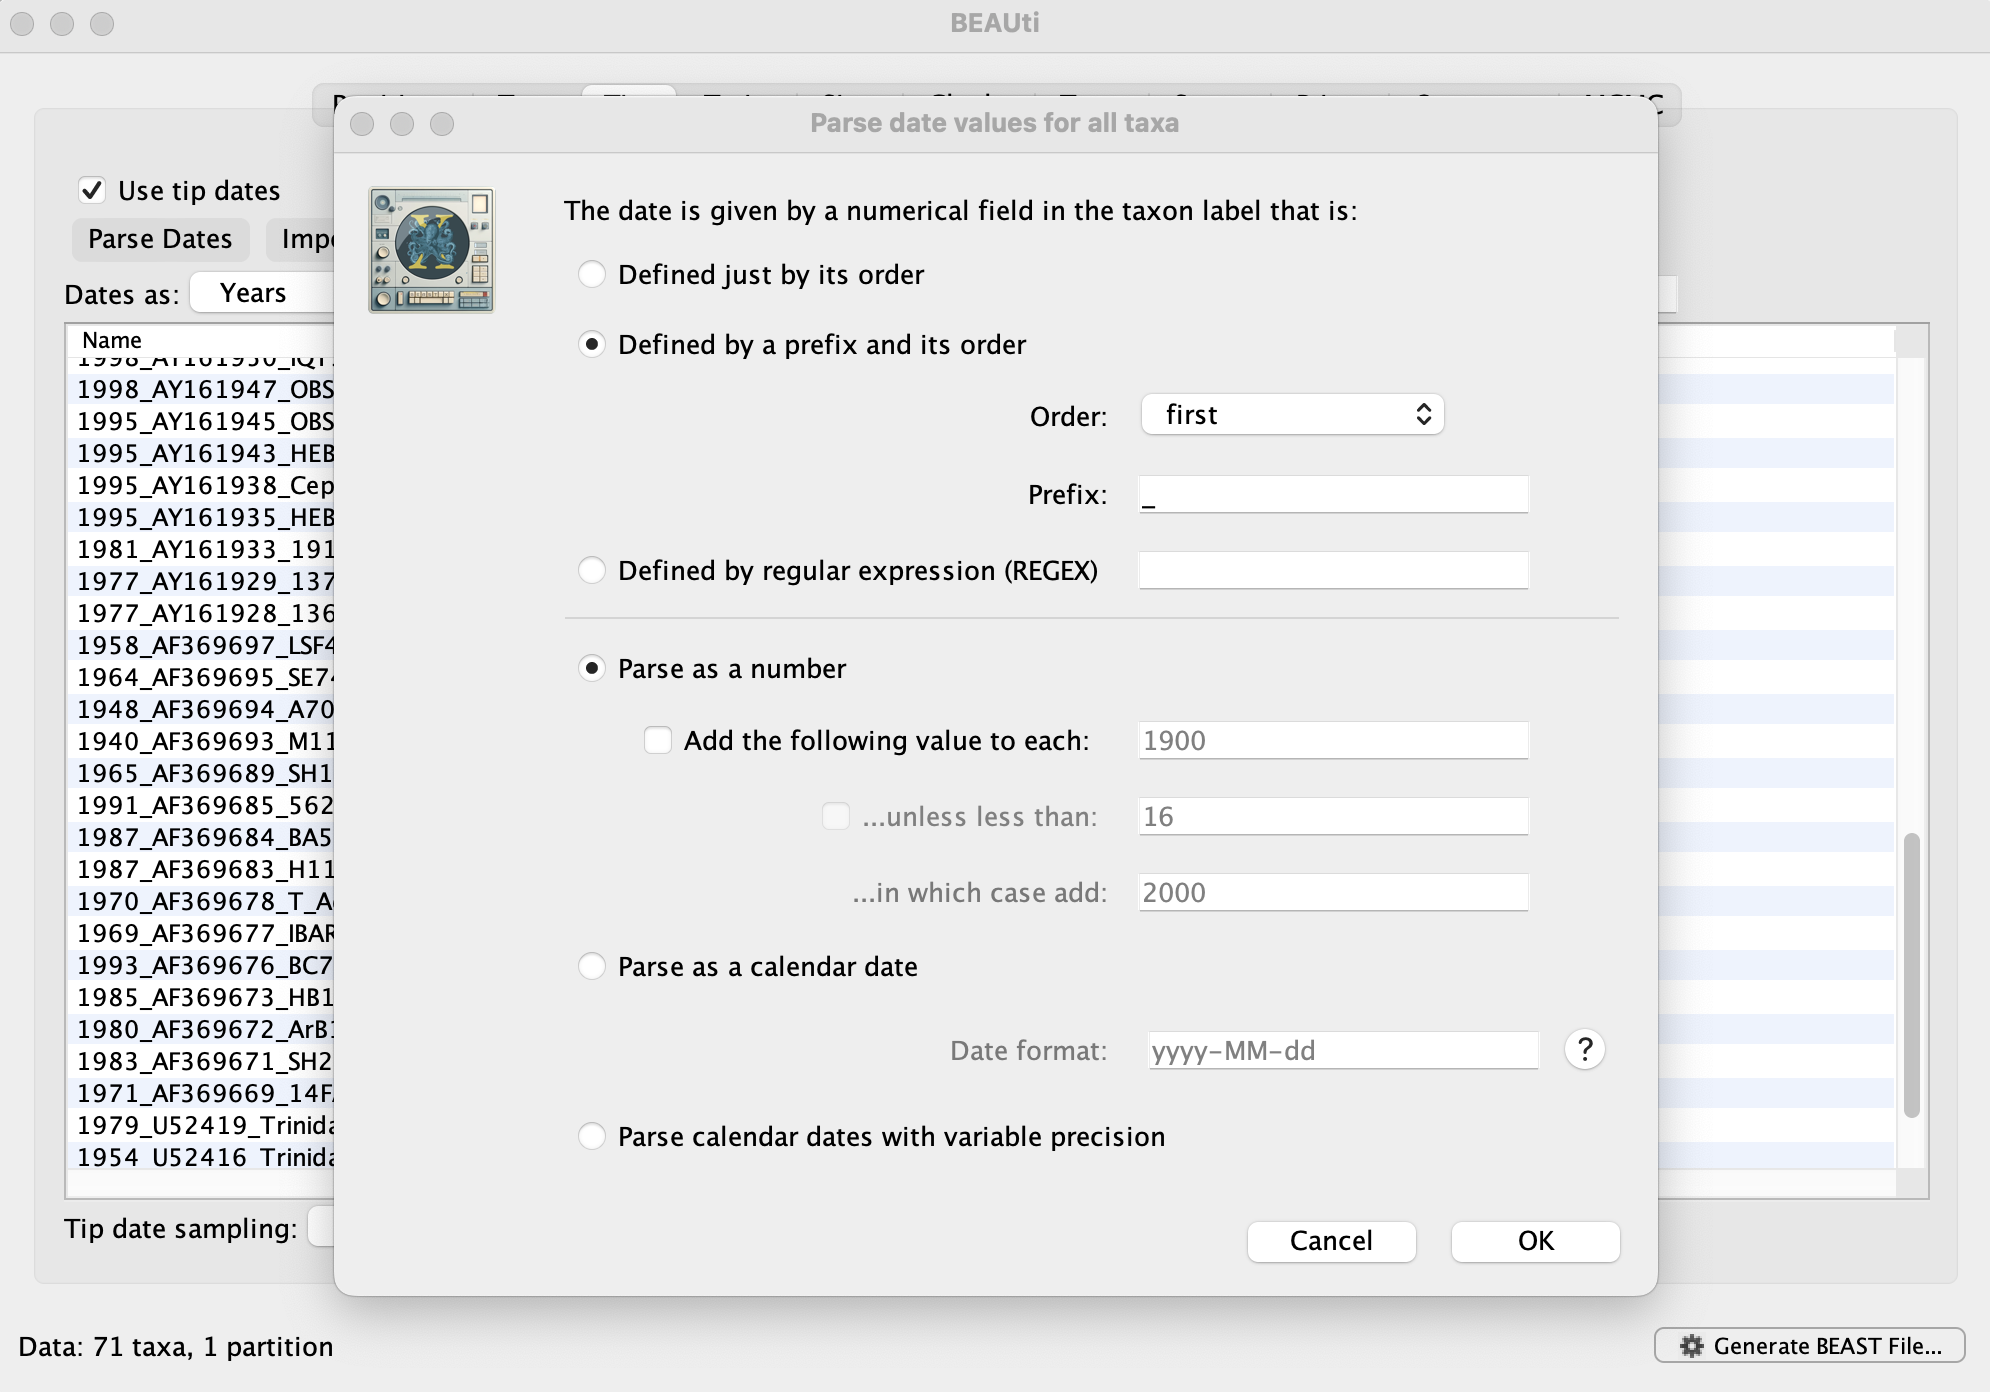 BEAUti
Parse date values for all taxa
Use tip dates
Parse Dates
Dates as: Years
Name
1998_AY161947_OBS
1995_AY161945_OBS
1995_AY161943_HEB
1995_AY161938_Cep
1995_AY161935_HEB
1981_AY161933_191
1977_AY161929_137
1977_AY161928_136
1958_AF369697_LSF4
1964_AF369695_SE74
1948_AF369694_A70
1940_AF369693_M11
1965_AF369689_SH1
1991_AF369685_562
1987_AF369684_BA5
1987_AF369683_H11
1970_AF369678_T_A
1969_AF369677_IBAR
1993_AF369676_BC7
1985_AF369673_HB1
1980_AF369672_ArB
1983_AF369671_SH2
1971_AF369669_14F
1979_U52419_Trinida
1954_U52416_Trinida
Tip date sampling:
The date is given by a numerical field in the taxon label that is:
Defined just by its order
Defined by a prefix and its order
Order: first
Prefix: _
Defined by regular expression (REGEX)
Parse as a number
Add the following value to each: 1900
...unless less than: 16
...in which case add: 2000
Parse as a calendar date
Date format: yyyy-MM-dd ?
Parse calendar dates with variable precision
Cancel OK
Data: 71 taxa, 1 partition
Generate BEAST File...